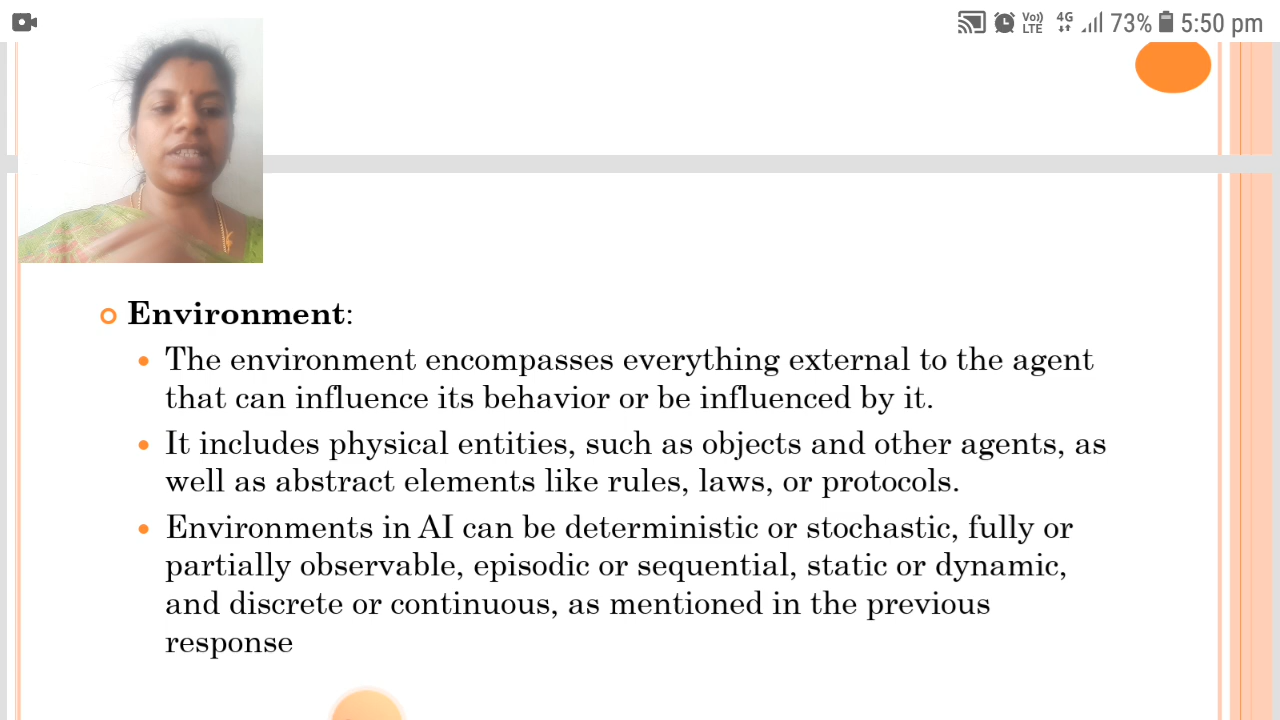 Vo)) 4G 73% 5:50 pm
LTE
Environment:
The environment encompasses everything external to the agent
that can influence its behavior or be influenced by it.
It includes physical entities, such as objects and other agents, as
well as abstract elements like rules, laws, or protocols.
Environments in AI can be deterministic or stochastic, fully or
partially observable, episodic or sequential, static or dynamic,
and discrete or continuous, as mentioned in the previous
response